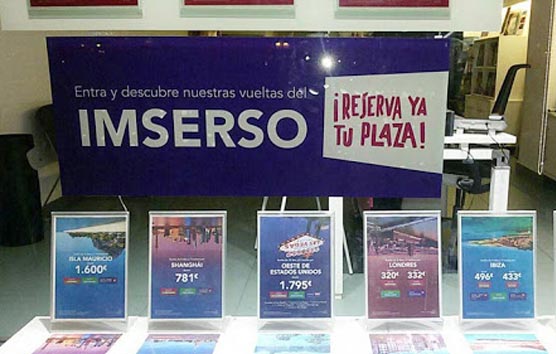 Entra y descubre nuestras vueltas del
IMSERSO
¡RESERVA YA
TU PLAZA!
ISLA MAURICIO
1.600€
SHANGHÁI
781€
OESTE DE
ESTADOS UNIDOS
1.795€
LONDRES
320€ 332€
IBIZA
496€ 433€